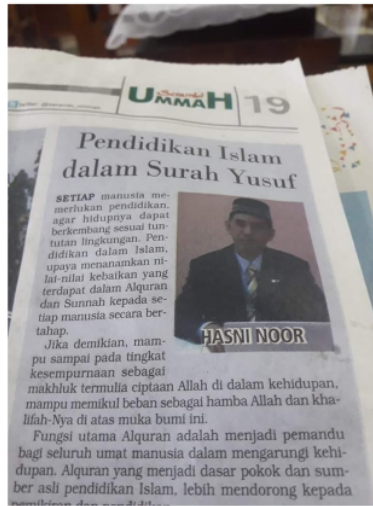 Serambi
UMMAH 19
Pendidikan Islam
dalam Surah Yusuf
SETIAP manusia me-
merlukan pendidikan,
agar hidupnya dapat
berkembang sesuai tun-
tutan lingkungan. Pen-
didikan dalam Islam,
upaya menanamkan ni-
lai-nilai kebaikan yang
terdapat dalam Alquran
dan Sunnah kepada se-
tiap manusia secara ber-
tahap.
Jika demikian, mam-
pu sampai pada tingkat
kesempurnaan sebagai
HASNI NOOR
makhluk termulia ciptaan Allah di dalam kehidupan,
mampu memikul beban sebagai hamba Allah dan kha-
lifah-Nya di atas muka bumi ini.
Fungsi utama Alquran adalah menjadi pemandu
bagi seluruh umat manusia dalam mengarungi kehi-
dupan. Alquran yang menjadi dasar pokok dan sum-
ber asli pendidikan Islam, lebih mendorong kepada
pemikiran dan